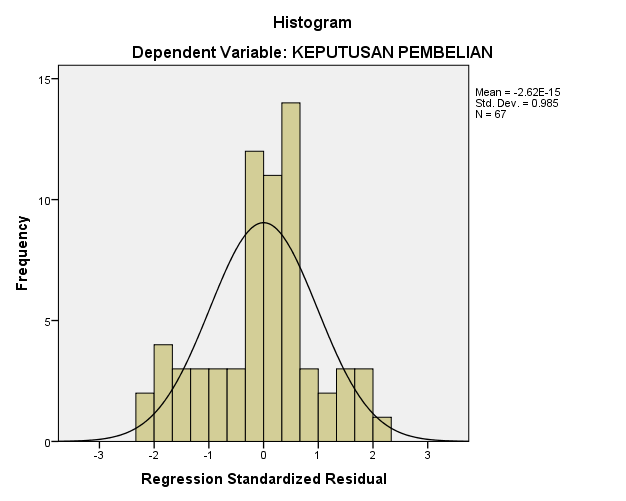 Histogram
Dependent Variable: KEPUTUSAN PEMBELIAN
Mean = -2.62E-15
Std. Dev. = 0.985
N = 67
Frequency
15
10
5
0
-3 -2 -1 0 1 2 3
Regression Standardized Residual